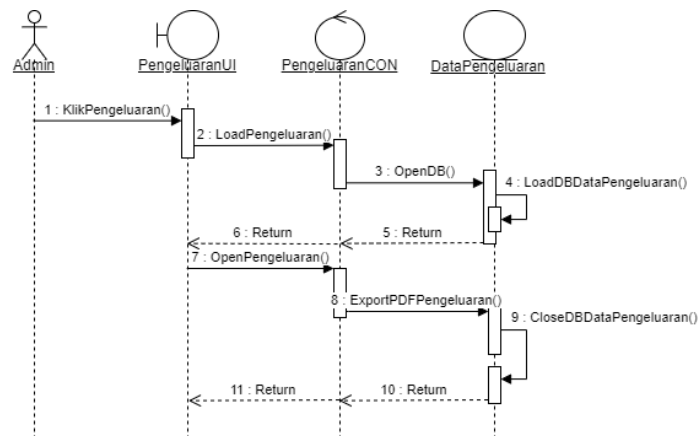 Admin
PengeluaranUI
PengeluaranCON
DataPengeluaran
1 : KlikPengeluaran()
2 : LoadPengeluaran()
3 : OpenDB()
4 : LoadDBDataPengeluaran()
5 : Return
6 : Return
7 : OpenPengeluaran()
8 : ExportPDFPengeluaran()
9 : CloseDBDataPengeluaran()
10 : Return
11 : Return